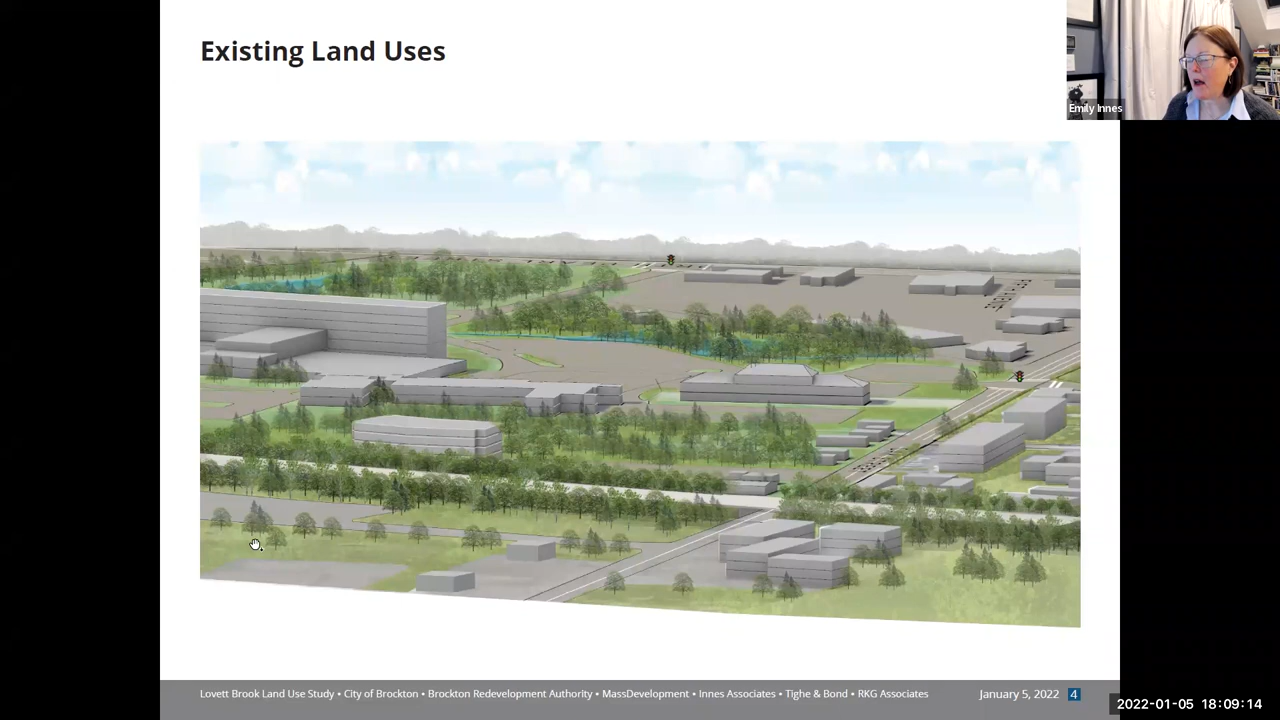 Existing Land Uses
Emily Innes
Lovett Brook Land Use Study • City of Brockton • Brockton Redevelopment Authority • MassDevelopment • Innes Associates • Tighe & Bond • RKG Associates
January 5, 2022 4
2022-01-05 18:09:14